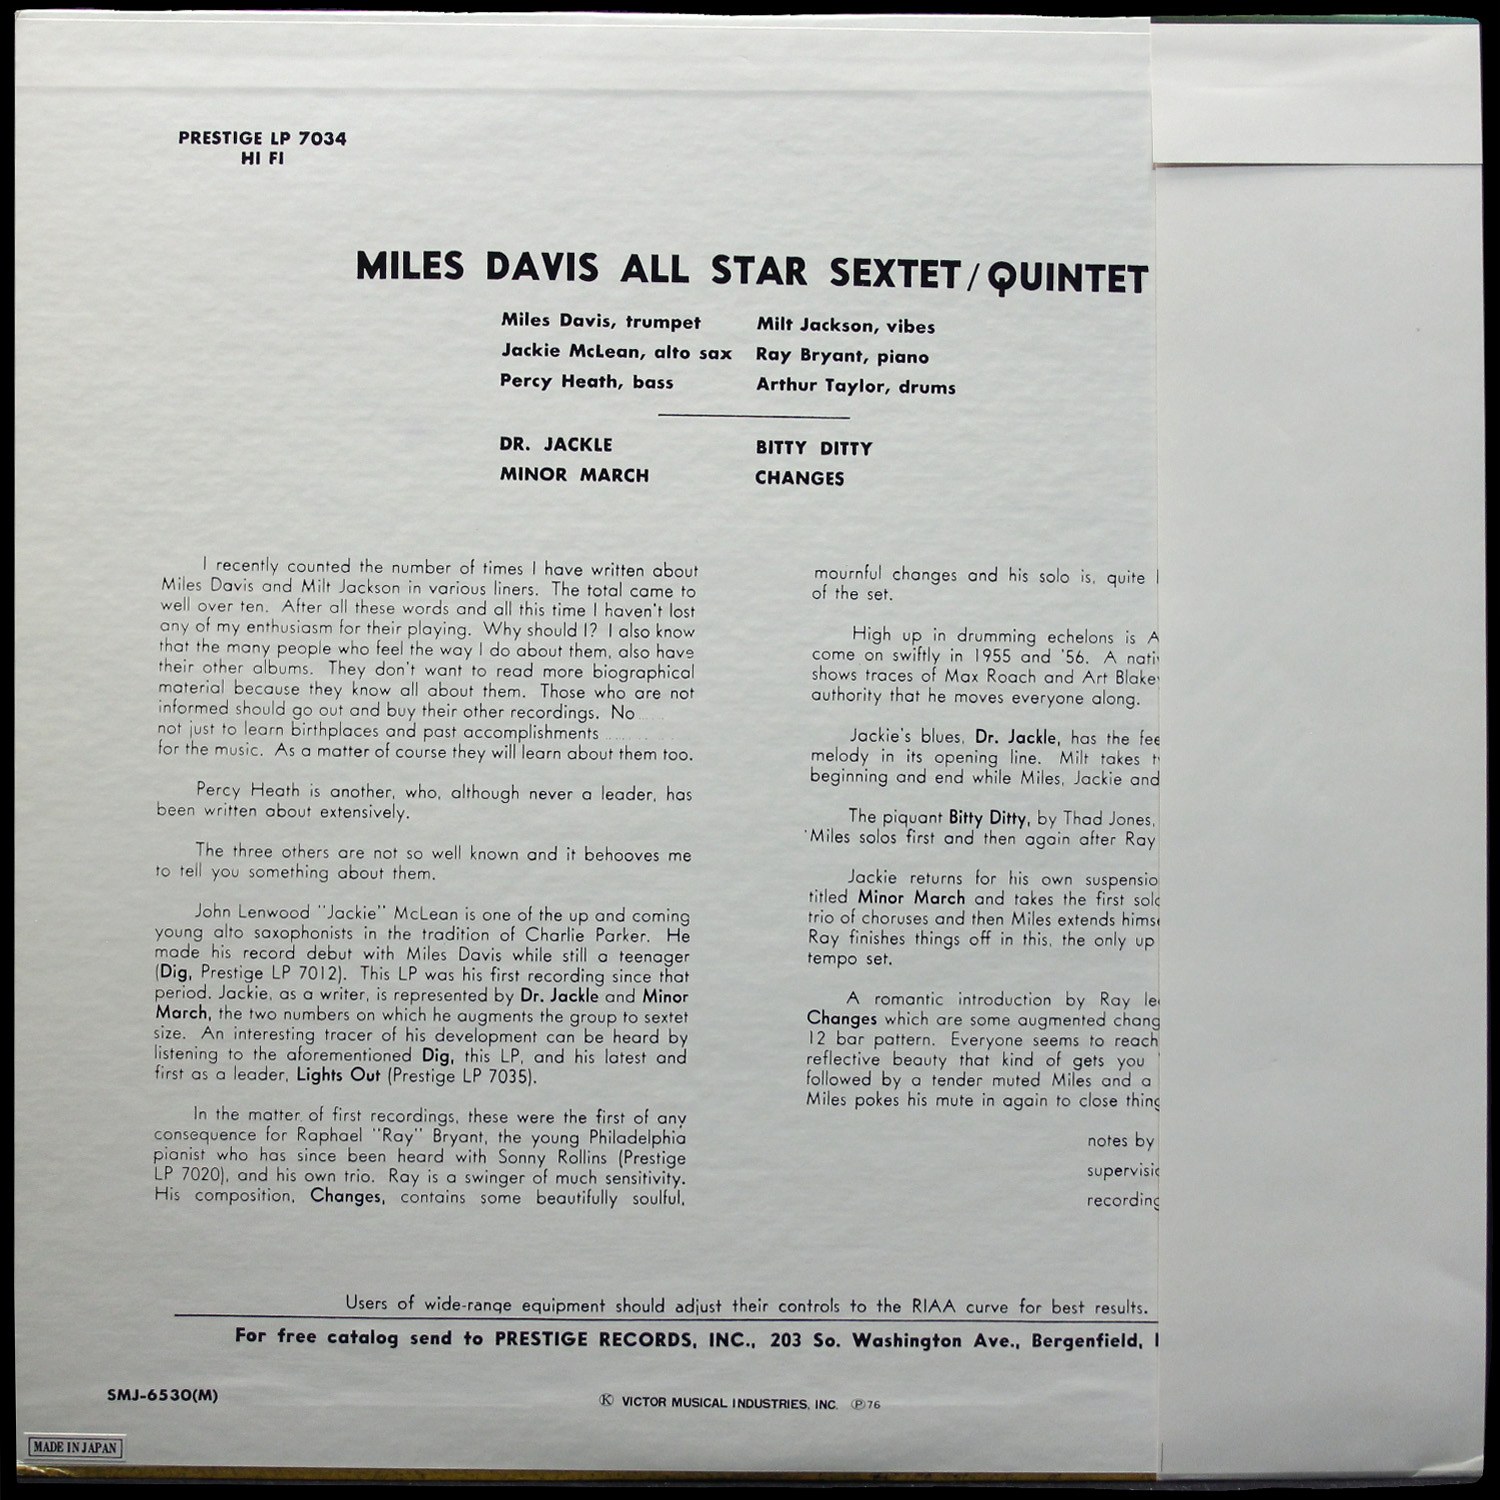 PRESTIGE LP 7034
HI FI
MILES DAVIS ALL STAR SEXTET/QUINTET
Miles Davis, trumpet
Jackie McLean, alto sax
Percy Heath, bass
Milt Jackson, vibes
Ray Bryant, piano
Arthur Taylor, drums
DR. JACKLE
MINOR MARCH
BITTY DITTY
CHANGES
I recently counted the number of times I have written about
Miles Davis and Milt Jackson in various liners. The total came to
well over ten. After all these words and all this time I haven't lost
any of my enthusiasm for their playing. Why should I? I also know
that the many people who feel the way I do about them, also have
their other albums. They don't want to read more biographical
material because they know all about them. Those who are not
informed should go out and buy their other recordings. No
not just to learn birthplaces and past accomplishments
for the music. As a matter of course they will learn about them too.
Percy Heath is another, who, although never a leader, has
been written about extensively.
The three others are not so well known and it behooves me
to tell you something about them.
John Lenwood "Jackie" McLean is one of the up and coming
young alto saxophonists in the tradition of Charlie Parker. He
made his record debut with Miles Davis while still a teenager
(Dig, Prestige LP 7012). This LP was his first recording since that
period. Jackie, as a writer, is represented by Dr. Jackle and Minor
March, the two numbers on which he augments the group to sextet
size. An interesting tracer of his development can be heard by
listening to the aforementioned Dig, this LP, and his latest and
first as a leader, Lights Out (Prestige LP 7035).
In the matter of first recordings, these were the first of any
consequence for Raphael "Ray" Bryant, the young Philadelphia
pianist who has since been heard with Sonny Rollins (Prestige
LP 7020), and his own trio. Ray is a swinger of much sensitivity.
His composition, Changes, contains some beautifully soulful,
mournful changes and his solo is, quite
of the set.
High up in drumming echelons is A
come on swiftly in 1955 and '56. A nati
shows traces of Max Roach and Art Blake
authority that he moves everyone along.
Jackie's blues, Dr. Jackle, has the fee
melody in its opening line. Milt takes t
beginning and end while Miles, Jackie and
The piquant Bitty Ditty, by Thad Jones,
Miles solos first and then again after Ray
Jackie returns for his own suspensio
titled Minor March and takes the first solo
trio of choruses and then Miles extends himse
Ray finishes things off in this, the only up
tempo set.
A romantic introduction by Ray le
Changes which are some augmented chang
12 bar pattern. Everyone seems to reach
reflective beauty that kind of gets you
followed by a tender muted Miles and a
Miles pokes his mute in again to close thing
notes by
supervisio
recording
Users of wide-range equipment should adjust their controls to the RIAA curve for best results.
For free catalog send to PRESTIGE RECORDS, INC., 203 So. Washington Ave., Bergenfield,
SMJ-6530(M)
Ⓚ VICTOR MUSICAL INDUSTRIES, INC. Ⓟ76
MADE IN JAPAN